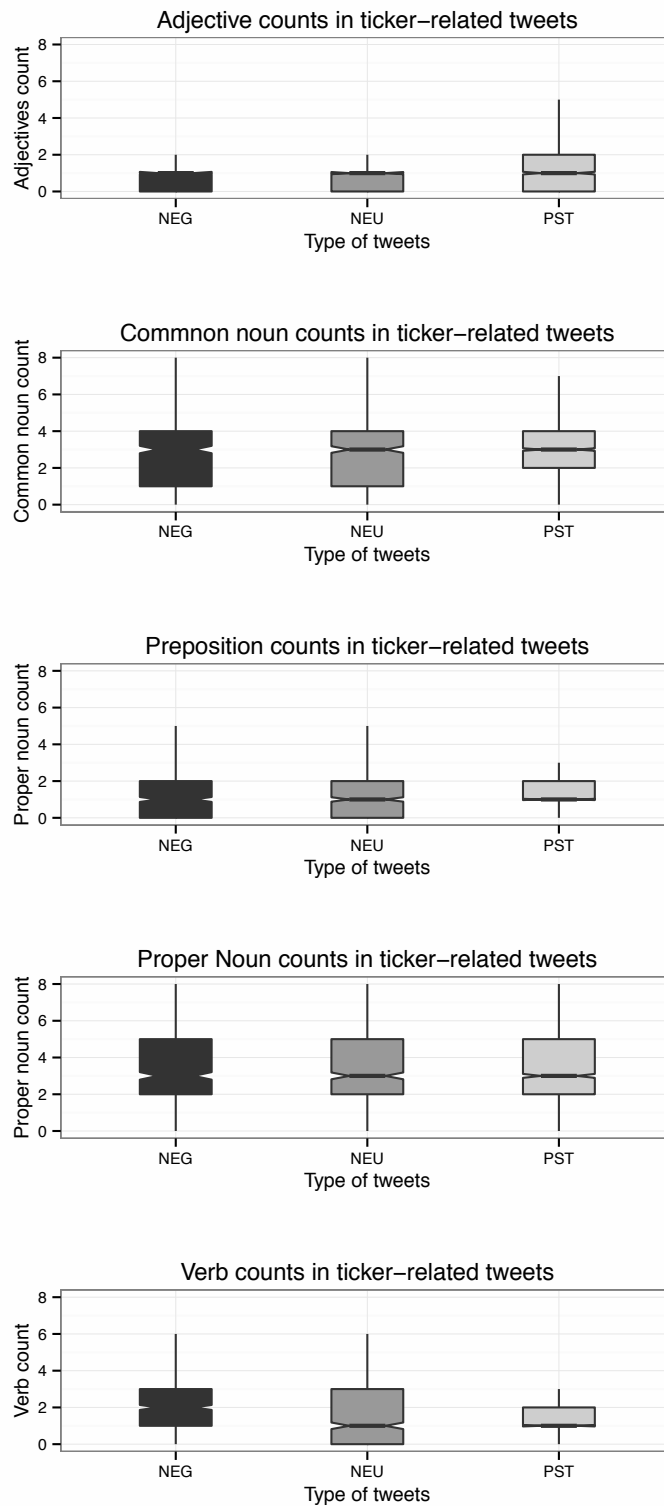 Adjective counts in ticker−related tweets
Adjectives count
8
6
4
2
0
NEG NEU PST
Type of tweets
Commnon noun counts in ticker−related tweets
Common noun count
8
6
4
2
0
NEG NEU PST
Type of tweets
Preposition counts in ticker−related tweets
Proper noun count
8
6
4
2
0
NEG NEU PST
Type of tweets
Proper Noun counts in ticker−related tweets
Proper noun count
8
6
4
2
0
NEG NEU PST
Type of tweets
Verb counts in ticker−related tweets
Verb count
8
6
4
2
0
NEG NEU PST
Type of tweets